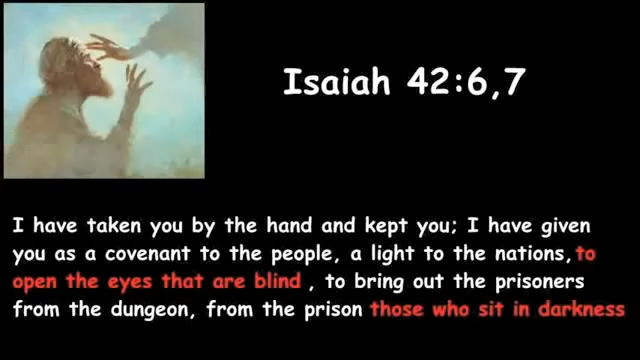 Isaiah 42:6,7
I have taken you by the hand and kept you; I have given
you as a covenant to the people, a light to the nations, to
open the eyes that are blind , to bring out the prisoners
from the dungeon, from the prison those who sit in darkness